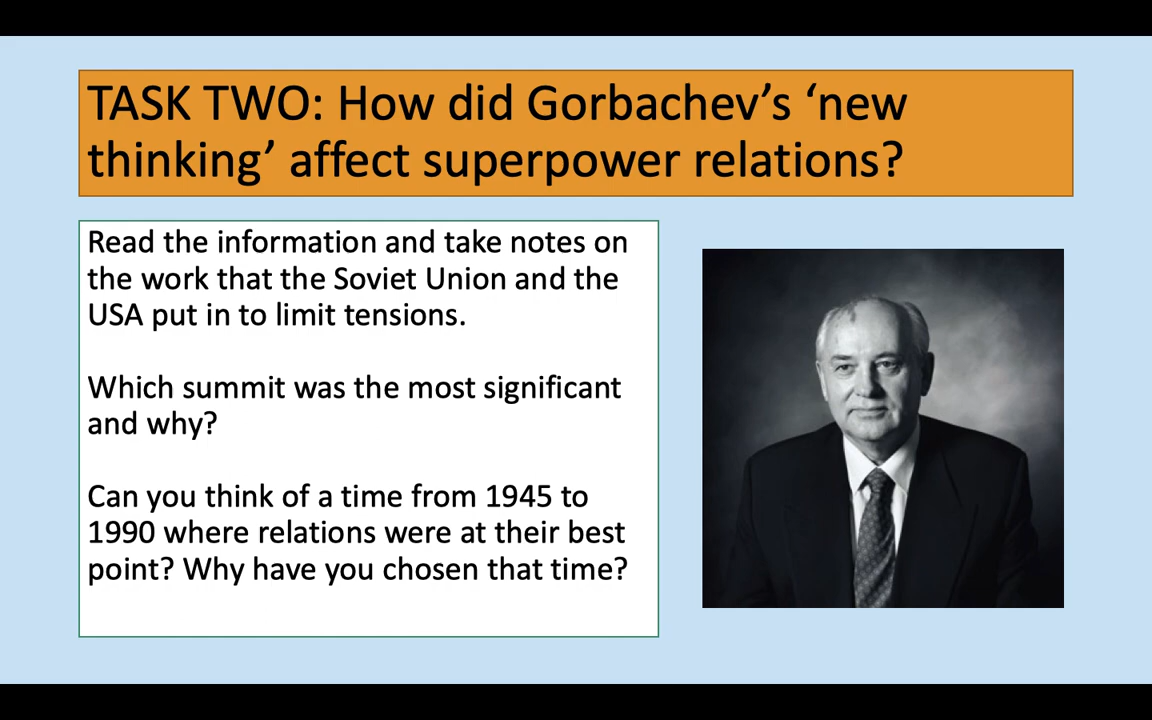 TASK TWO: How did Gorbachev’s ‘new
thinking’ affect superpower relations?
Read the information and take notes on
the work that the Soviet Union and the
USA put in to limit tensions.
Which summit was the most significant
and why?
Can you think of a time from 1945 to
1990 where relations were at their best
point? Why have you chosen that time?